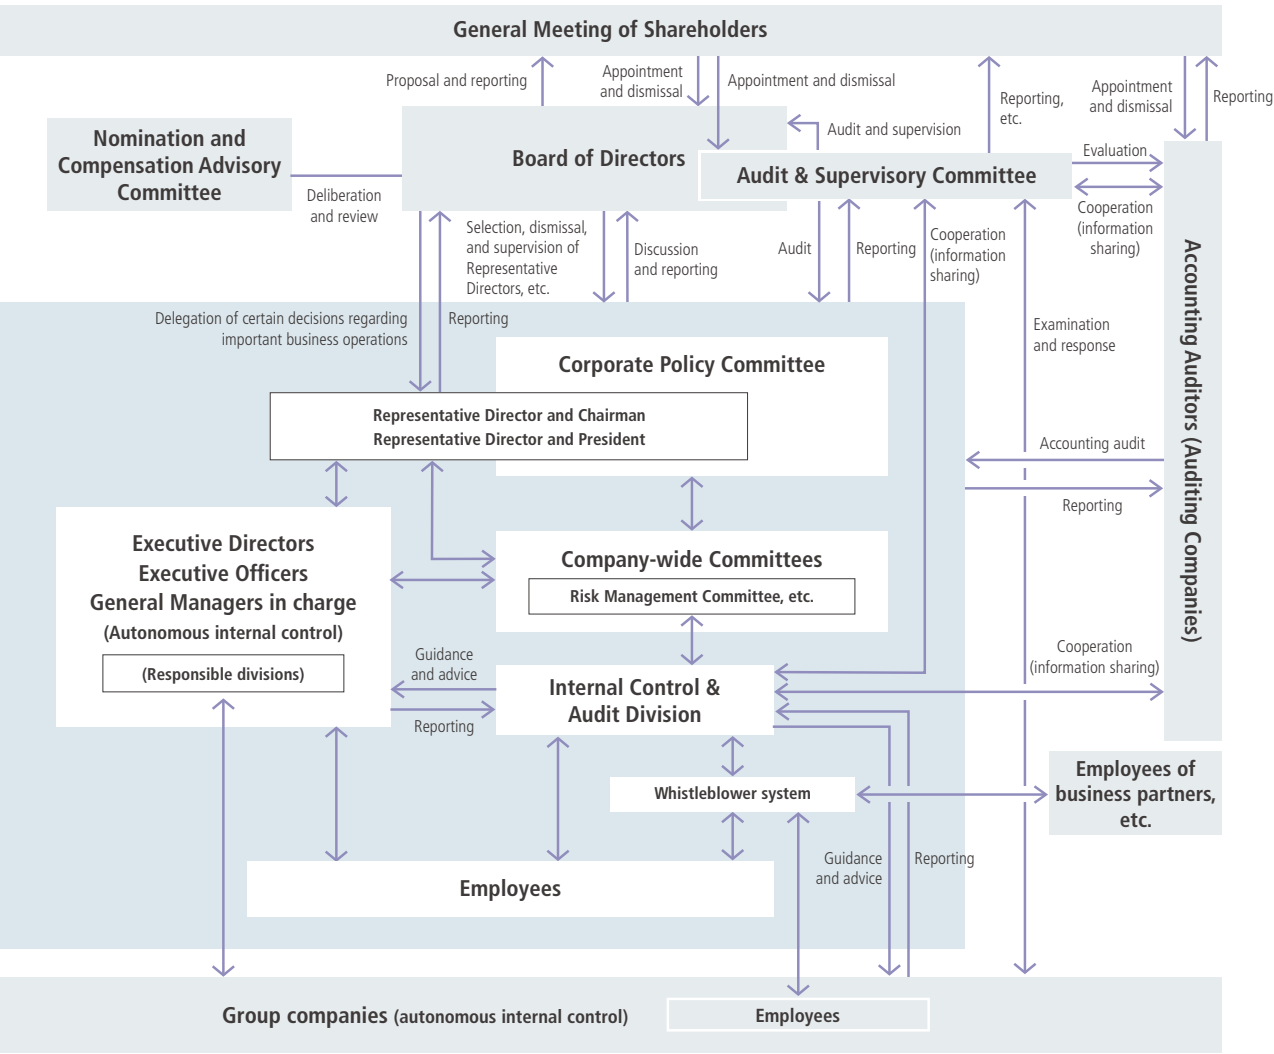 General Meeting of Shareholders
Proposal and reporting
Appointment
and dismissal
Appointment and dismissal
Reporting,
etc.
Appointment
and dismissal
Reporting
Nomination and
Compensation Advisory
Committee
Deliberation
and review
Board of Directors
Audit and supervision
Audit & Supervisory Committee
Evaluation
Cooperation
(information
sharing)
Accounting Auditors (Auditing Companies)
Selection, dismissal,
and supervision of
Representative
Directors, etc.
Discussion
and reporting
Audit
Reporting
Cooperation
(information
sharing)
Delegation of certain decisions regarding
important business operations
Reporting
Examination
and response
Corporate Policy Committee
Representative Director and Chairman
Representative Director and President
Accounting audit
Reporting
Executive Directors
Executive Officers
General Managers in charge
(Autonomous internal control)
(Responsible divisions)
Company-wide Committees
Risk Management Committee, etc.
Guidance
and advice
Reporting
Internal Control &
Audit Division
Cooperation
(information sharing)
Whistleblower system
Employees of
business partners,
etc.
Guidance
and advice
Reporting
Employees
Group companies (autonomous internal control)
Employees